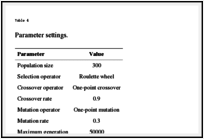 Table 4
Parameter settings.
Parameter Value
Population size 300
Selection operator Roulette wheel
Crossover operator One-point crossover
Crossover rate 0.9
Mutation operator One-point mutation
Mutation rate 0.3
Maximum generation 50000